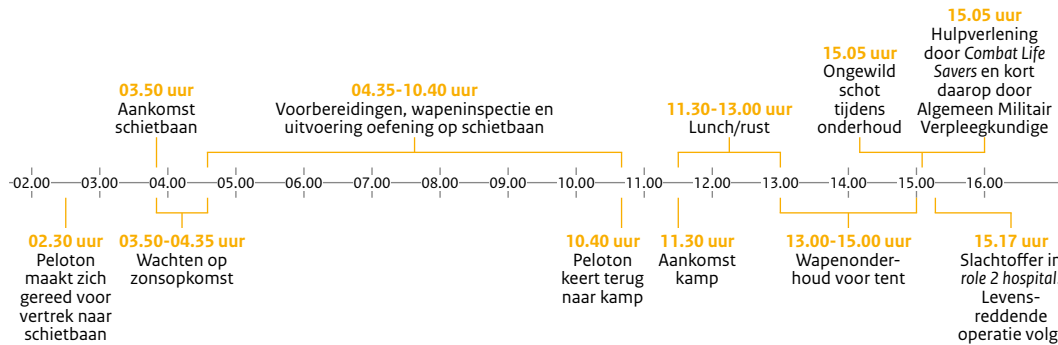 15.05 uur
Hulpverlening
door Combat Life
Savers en kort
daarop door
Algemeen Militair
Verpleegkundige
15.05 uur
Ongewild
schot
tijdens
onderhoud
03.50 uur
Aankomst
schietbaan
04.35-10.40 uur
Voorbereidingen, wapeninspectie en
uitvoering oefening op schietbaan
11.30-13.00 uur
Lunch/rust
02.00 03.00 04.00 05.00 06.00 07.00 08.00 09.00 10.00 11.00 12.00 13.00 14.00 15.00 16.00
02.30 uur
Peloton
maakt zich
gereed voor
vertrek naar
schietbaan
03.50-04.35 uur
Wachten op
zonsopkomst
10.40 uur
Peloton
keert terug
naar kamp
11.30 uur
Aankomst
kamp
13.00-15.00 uur
Wapenonder-
houd voor tent
15.17 uur
Slachtoffer in
role 2 hospital.
Levens-
reddende
operatie volg